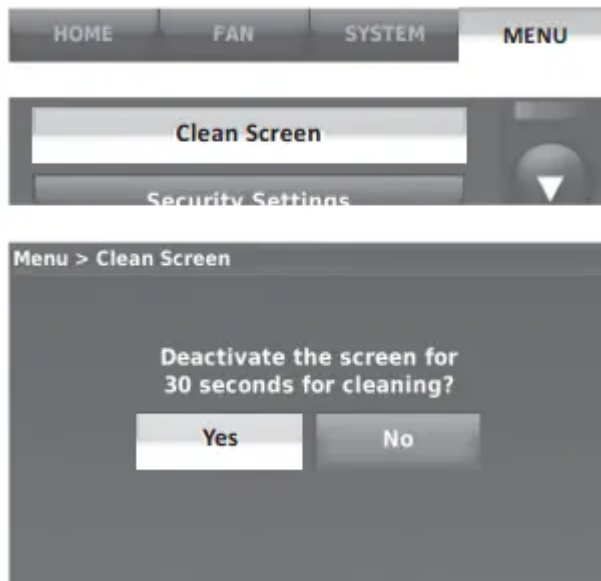 HOME FAN SYSTEM MENU
Clean Screen
Security Settings
Menu > Clean Screen
Deactivate the screen for
30 seconds for cleaning?
Yes No